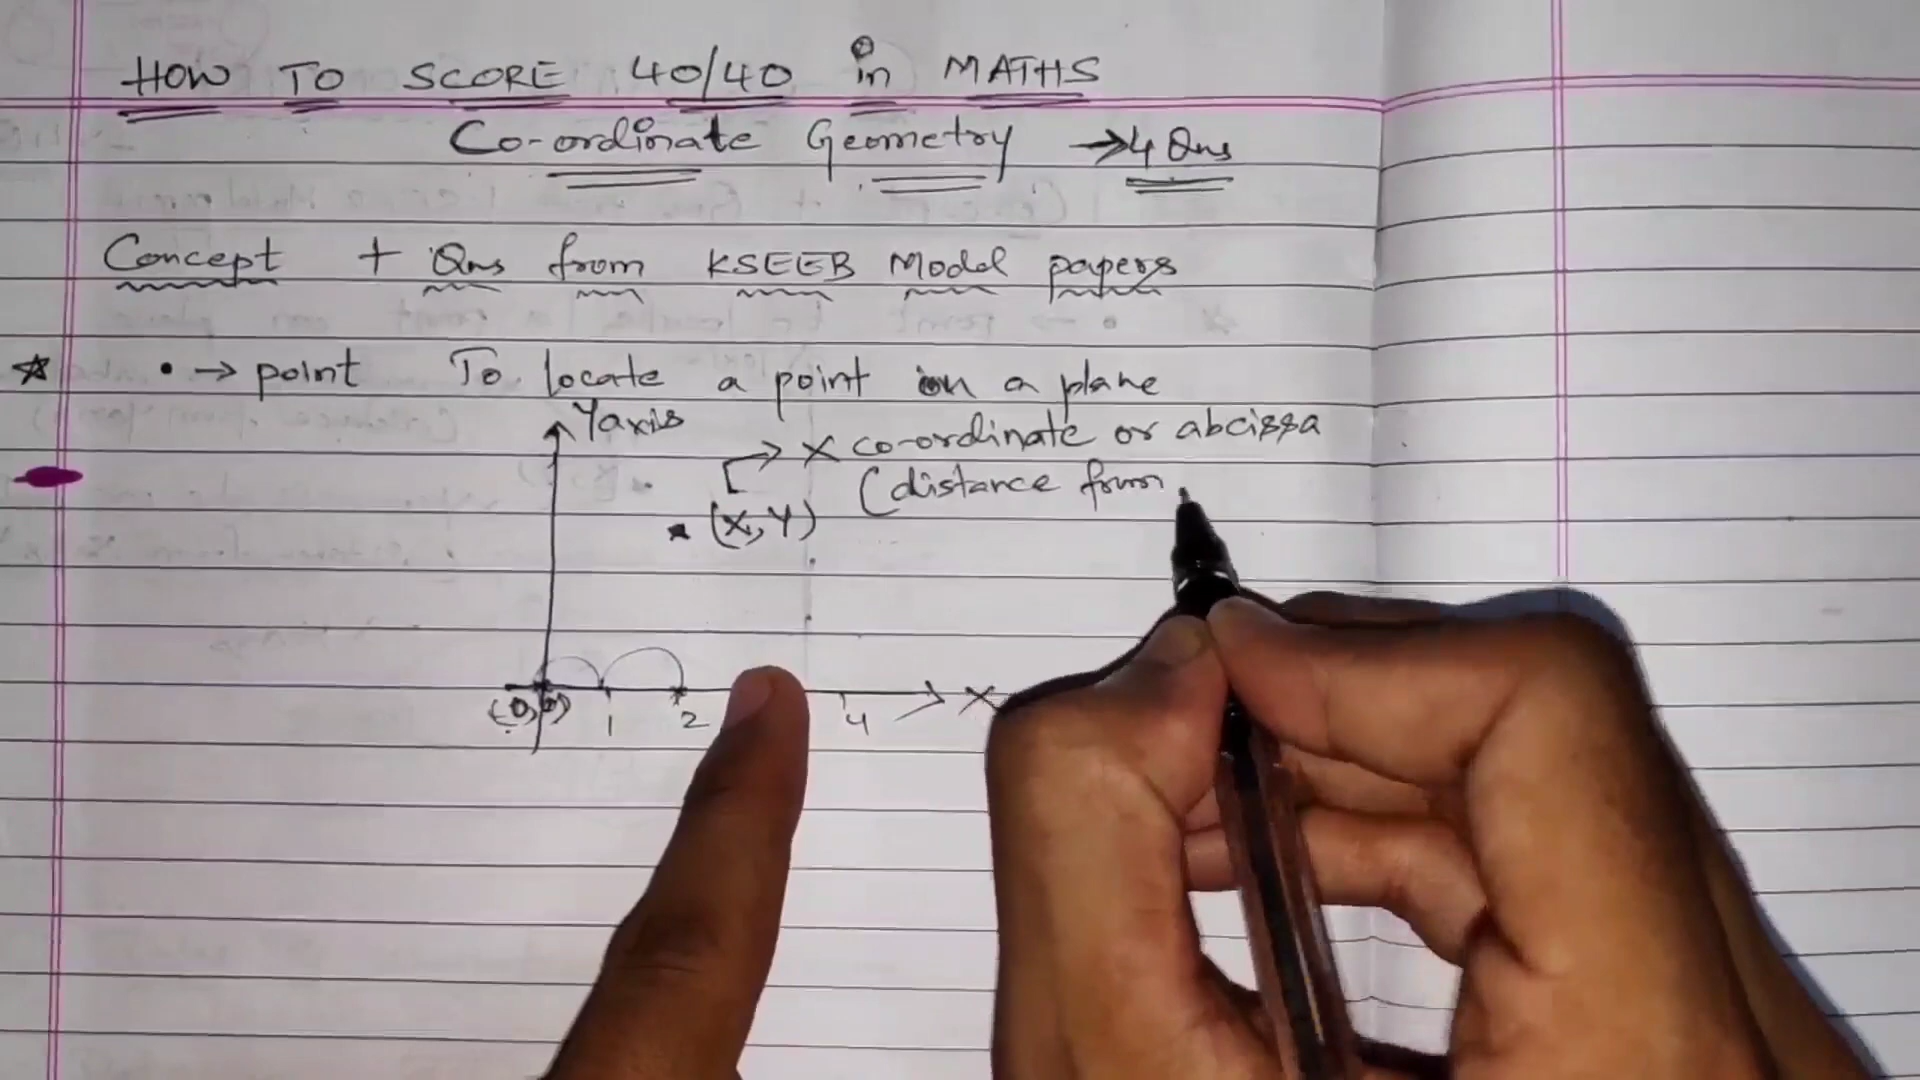 HOW TO SCORE 40/40 in MATHS
Co-ordinate Geometry → 4 Qns
Concept + Qns from KSEEB Model papers
• → point To locate a point on a plane
Y axis
→ X co-ordinate or abcissa
(distance from
(X, Y)
(0,0) 1 2 4 X